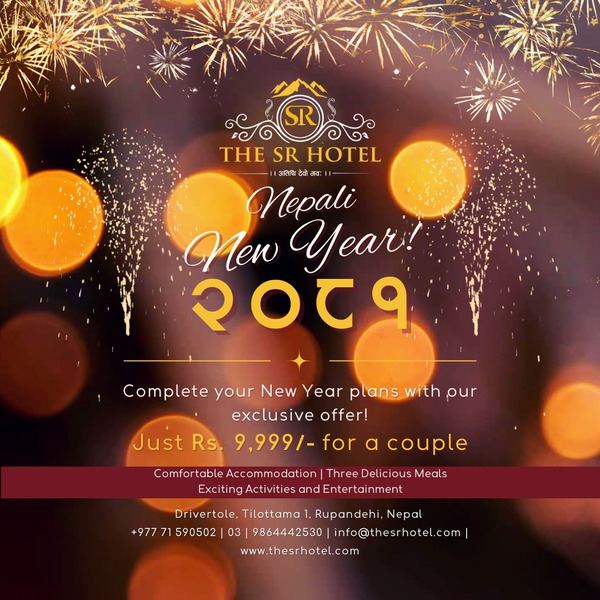 SR
THE SR HOTEL
।। अतिथि देवो भवः ।।
Nepali
New Year!
२०८१
Complete your New Year plans with our
exclusive offer!
Just Rs. 9,999/- for a couple
Comfortable Accommodation | Three Delicious Meals
Exciting Activities and Entertainment
Drivertole, Tilottama 1, Rupandehi, Nepal
+977 71 590502 | 03 | 9864442530 | info@thesrhotel.com |
www.thesrhotel.com